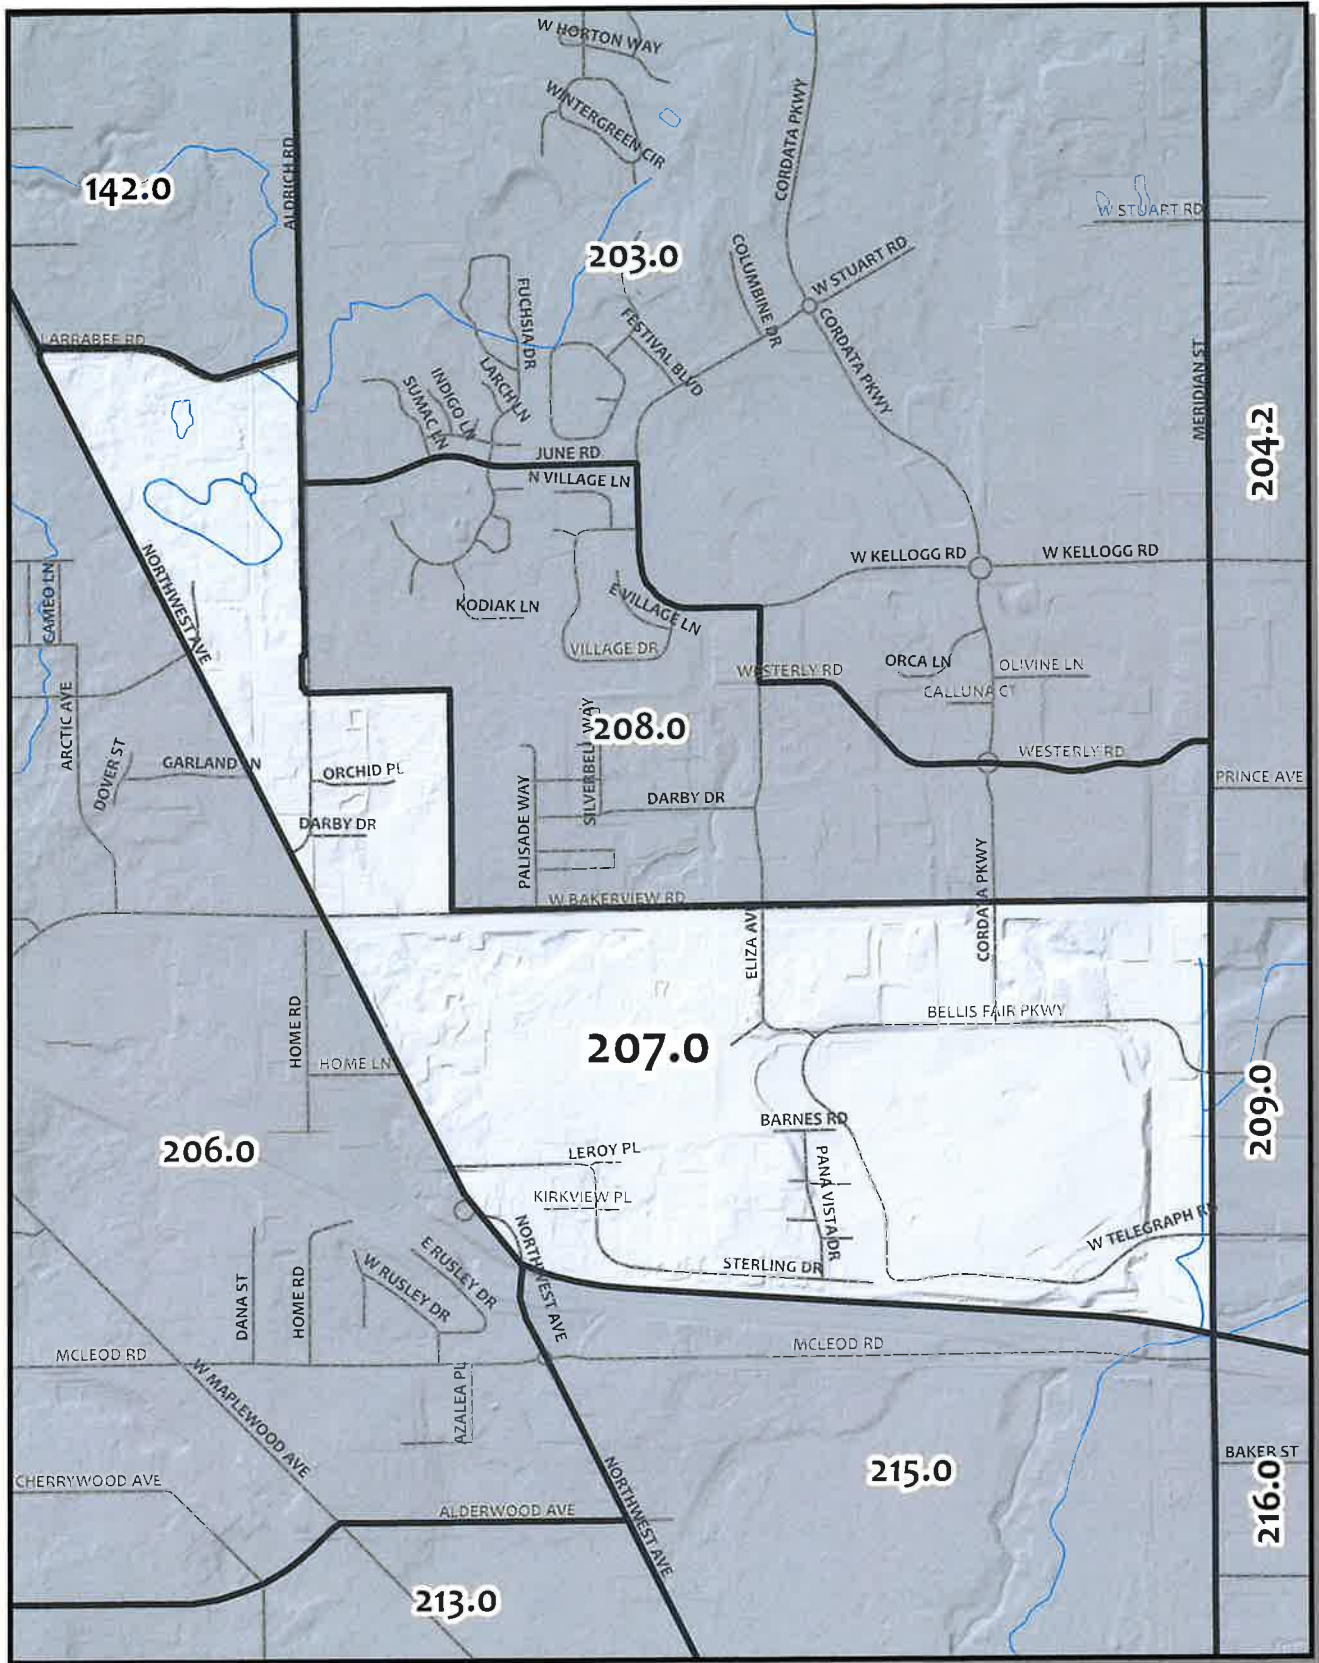 W HORTON WAY
WINTERGREEN CIR
CORDATA PKWY
ALDRICH RD
142.0
W STUART RD
203.0
COLUMBINE DR
W STUART RD
FUCHSIA DR
FESTIVAL BLVD
CORDATA PKWY
LARRABEE RD
MERIDIAN ST
LARCH LN
INDIGO LN
SUMAC LN
204.2
JUNE RD
N VILLAGE LN
NORTHWEST AVE
W KELLOGG RD
W KELLOGG RD
CAMEO LN
KODIAK LN
E VILLAGE LN
VILLAGE DR
WESTERLY RD
ORCA LN
OLIVINE LN
CALLUNA CT
ARCTIC AVE
208.0
SILVERBELL WAY
WESTERLY RD
DOVER ST
GARLAND LN
ORCHID PL
PRINCE AVE
PALISADE WAY
DARBY DR
DARBY DR
W BAKERVIEW RD
CORDATA PKWY
ELIZA AV
HOME RD
BELLIS FAIR PKWY
207.0
HOME LN
209.0
BARNES RD
206.0
LEROY PL
PANA VISTA DR
KIRKVIEW PL
W TELEGRAPH RD
NORTHWEST AVE
E RUSLEY DR
W RUSLEY DR
STERLING DR
DANA ST
HOME RD
MCLEOD RD
MCLEOD RD
W MAPLEWOOD AVE
AZALEA PL
215.0
BAKER ST
CHERRYWOOD AVE
NORTHWEST AVE
216.0
ALDERWOOD AVE
213.0